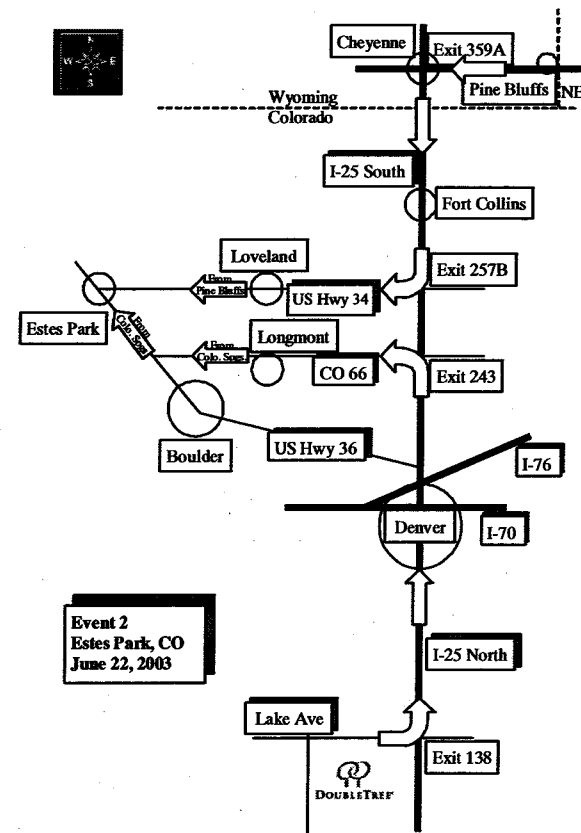 N
W E
S
Cheyenne
Exit 359A
Pine Bluffs
NE
Wyoming
Colorado
I-25 South
Fort Collins
Loveland
From
Pine Bluffs
US Hwy 34
Exit 257B
Estes Park
From
Colo. Spgs
From
Colo. Spgs.
Longmont
CO 66
Exit 243
Boulder
US Hwy 36
I-76
Denver
I-70
Event 2
Estes Park, CO
June 22, 2003
I-25 North
Lake Ave
Exit 138
DOUBLETREE